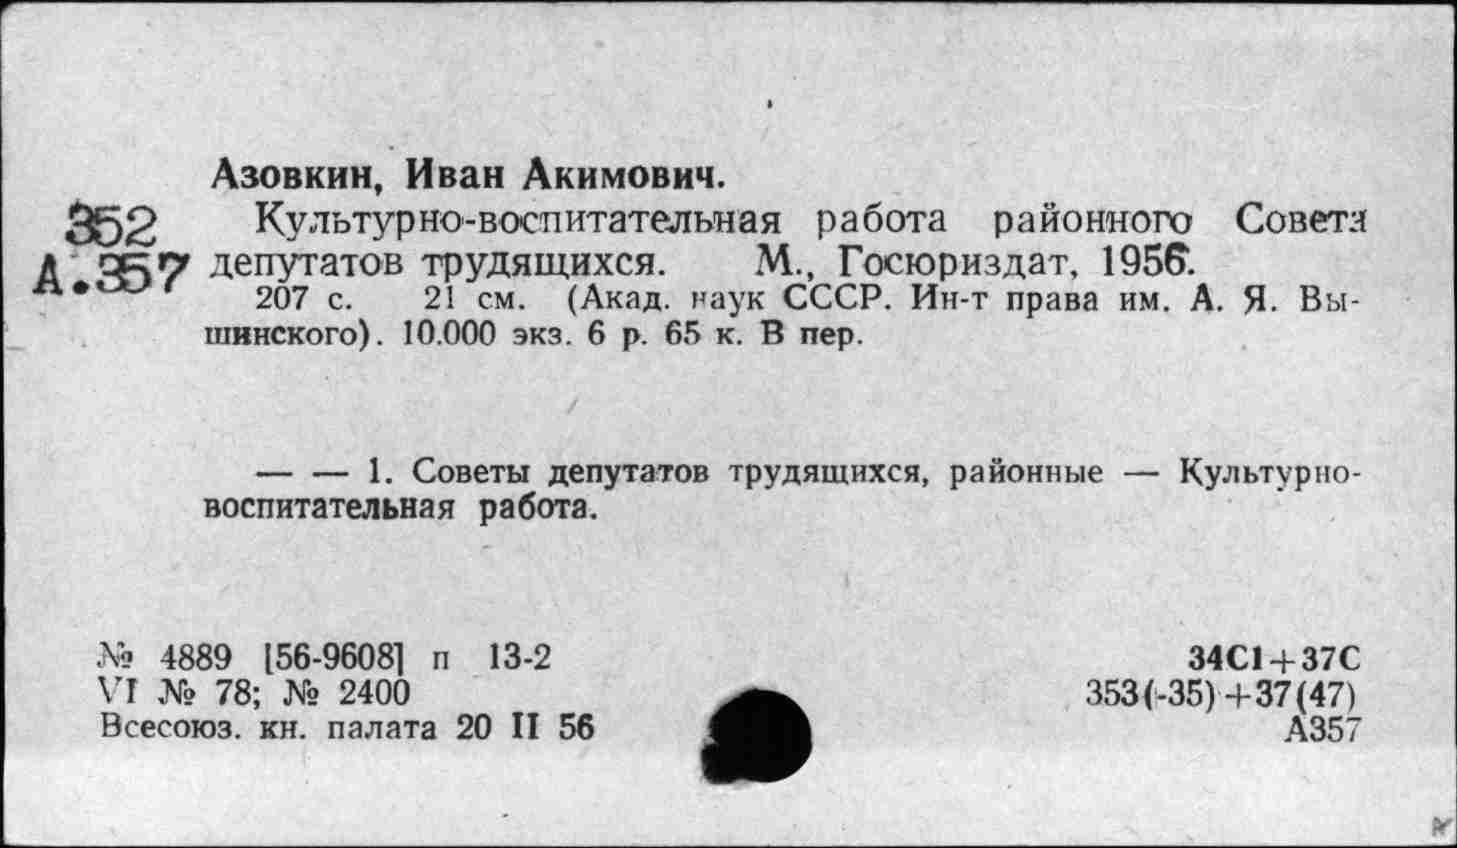 Азовкин, Иван Акимович.
352 Культурно-воспитательная работа районного Совета
А.357 депутатов трудящихся. М., Госюриздат, 1956.
207 с. 21 см. (Акад. наук СССР. Ин-т права им. А. Я. Вы-
шинского). 10.000 экз. 6 р. 65 к. В пер.
— — 1. Советы депутатов трудящихся, районные — Культурно-
воспитательная работа.
№ 4889 [56-9608] п 13-2 34С1+37С
VI № 78; № 2400 353(-35)+37(47)
Всесоюз. кн. палата 20 II 56 А357